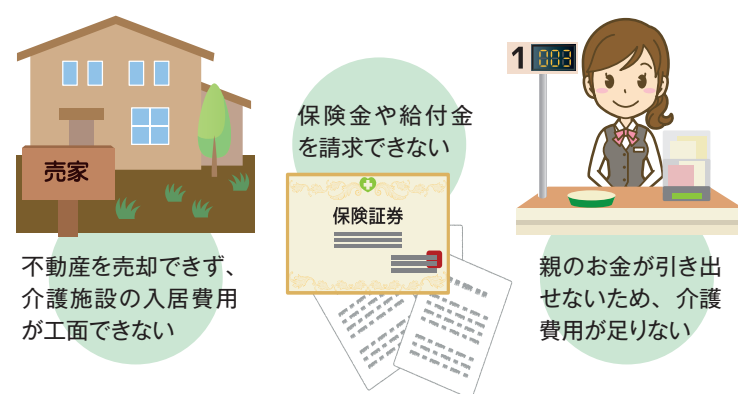 売家
不動産を売却できず、
介護施設の入居費用
が工面できない
保険金や給付金
を請求できない
保険証券
1 003
親のお金が引き出
せないため、介護
費用が足りない